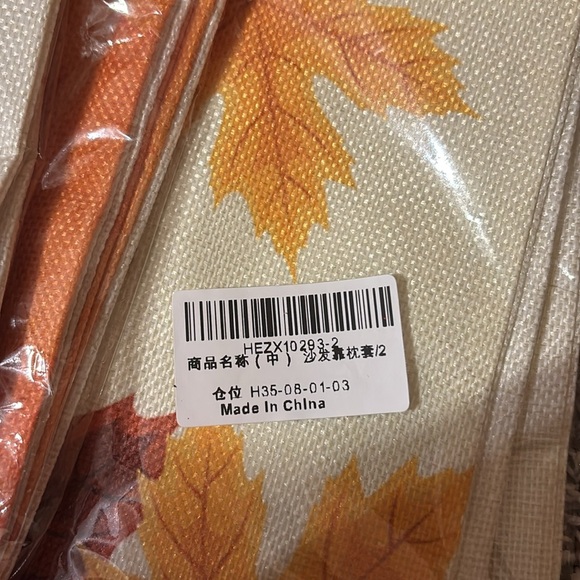 HEZX10293-2
商品名称（中） 沙发靠枕套/2
仓位 H35-08-01-03
Made In China